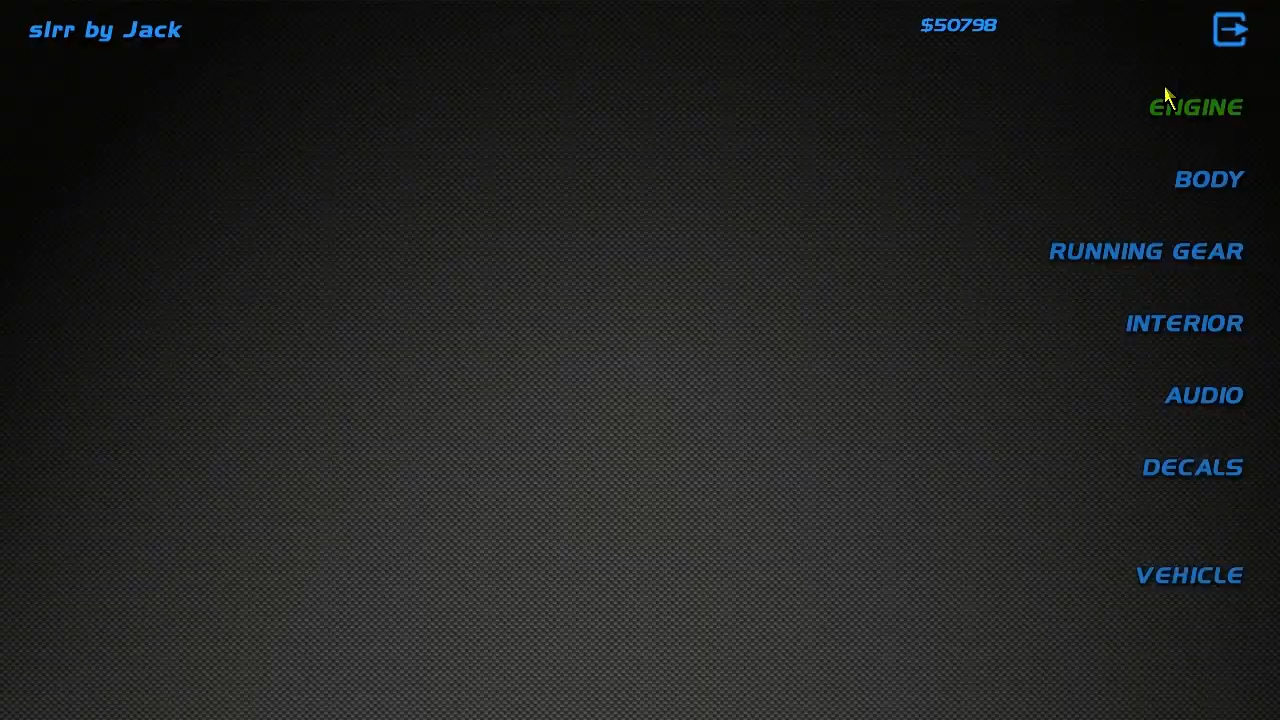 slrr by Jack
$50798
ENGINE
BODY
RUNNING GEAR
INTERIOR
AUDIO
DECALS
VEHICLE